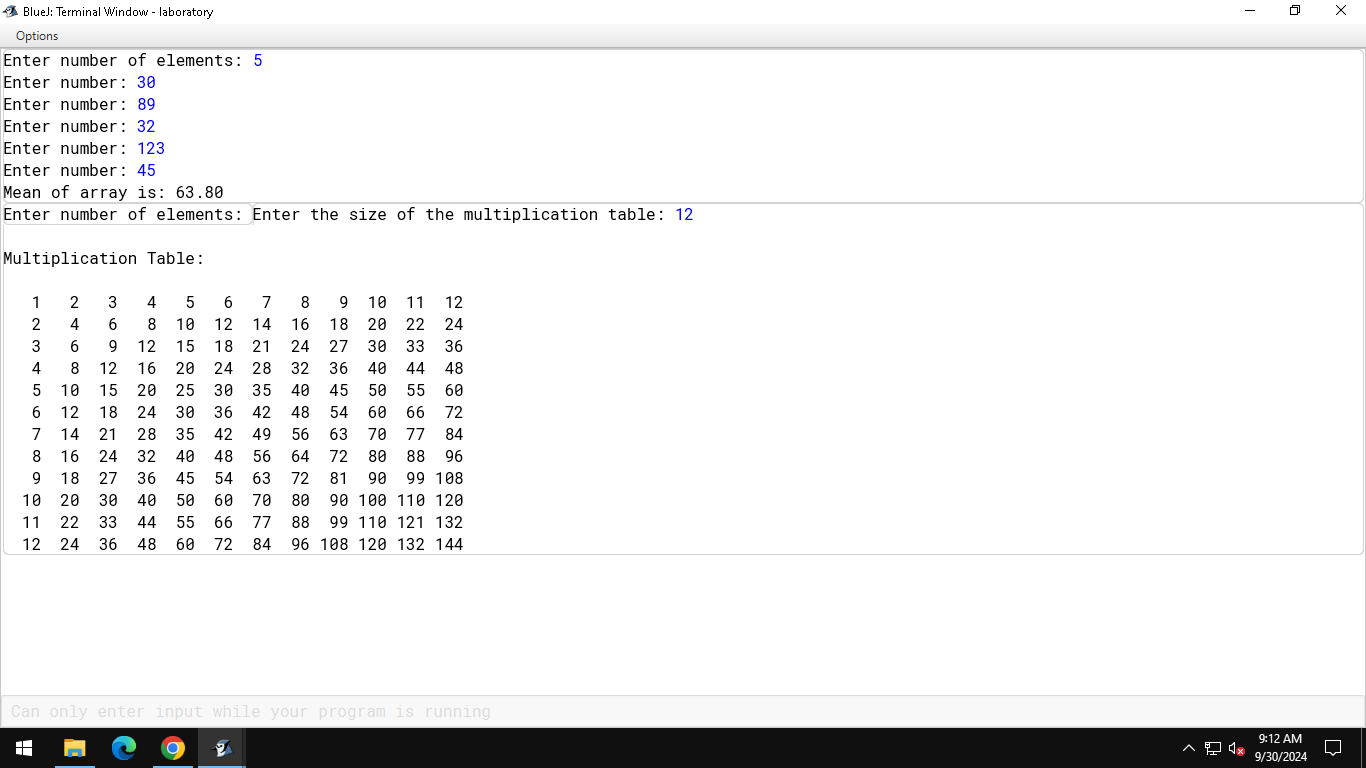 BlueJ: Terminal Window - laboratory
Options
Enter number of elements: 5
Enter number: 30
Enter number: 89
Enter number: 32
Enter number: 123
Enter number: 45
Mean of array is: 63.80
Enter number of elements: Enter the size of the multiplication table: 12
Multiplication Table:
1 2 3 4 5 6 7 8 9 10 11 12
2 4 6 8 10 12 14 16 18 20 22 24
3 6 9 12 15 18 21 24 27 30 33 36
4 8 12 16 20 24 28 32 36 40 44 48
5 10 15 20 25 30 35 40 45 50 55 60
6 12 18 24 30 36 42 48 54 60 66 72
7 14 21 28 35 42 49 56 63 70 77 84
8 16 24 32 40 48 56 64 72 80 88 96
9 18 27 36 45 54 63 72 81 90 99 108
10 20 30 40 50 60 70 80 90 100 110 120
11 22 33 44 55 66 77 88 99 110 121 132
12 24 36 48 60 72 84 96 108 120 132 144
Can only enter input while your program is running
9:12 AM
9/30/2024